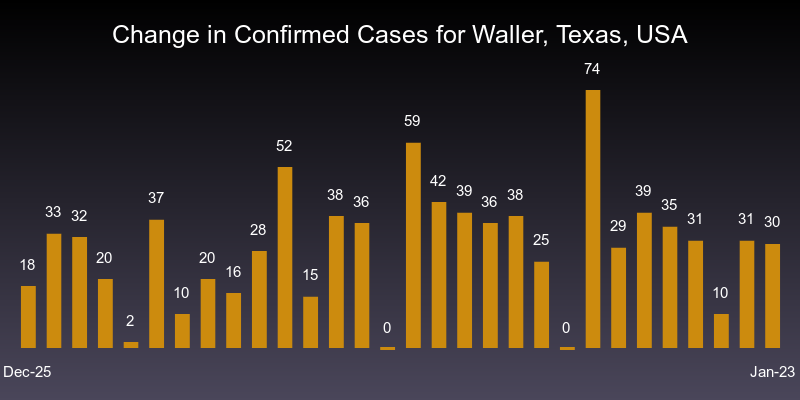 Change in Confirmed Cases for Waller, Texas, USA
18 33 32 20 2 37 10 20 16 28 52 15 38 36 0 59 42 39 36 38 25 0 74 29 39 35 31 10 31 30
Dec-25 Jan-23